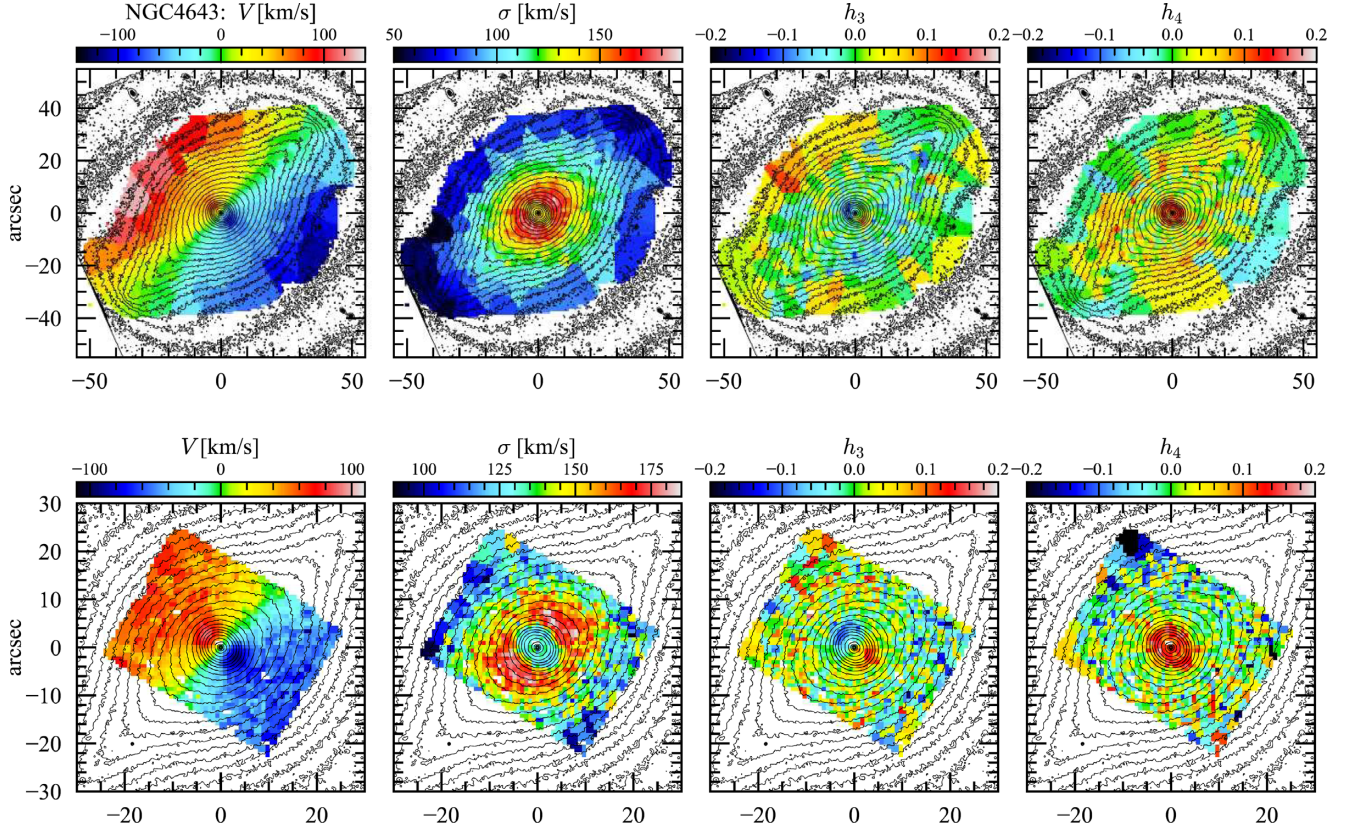 NGC4643: V [km/s] σ [km/s] h₃ h₄
−100 0 100 50 100 150 −0.2 −0.1 0.0 0.1 0.2 −0.2 −0.1 0.0 0.1 0.2
40
20
0
−20
−40
arcsec
−50 0 50 −50 0 50 −50 0 50 −50 0 50
V [km/s] σ [km/s] h₃ h₄
−100 0 100 100 125 150 175 −0.2 −0.1 0.0 0.1 0.2 −0.2 −0.1 0.0 0.1 0.2
30
20
10
0
−10
−20
−30
arcsec
−20 0 20 −20 0 20 −20 0 20 −20 0 20